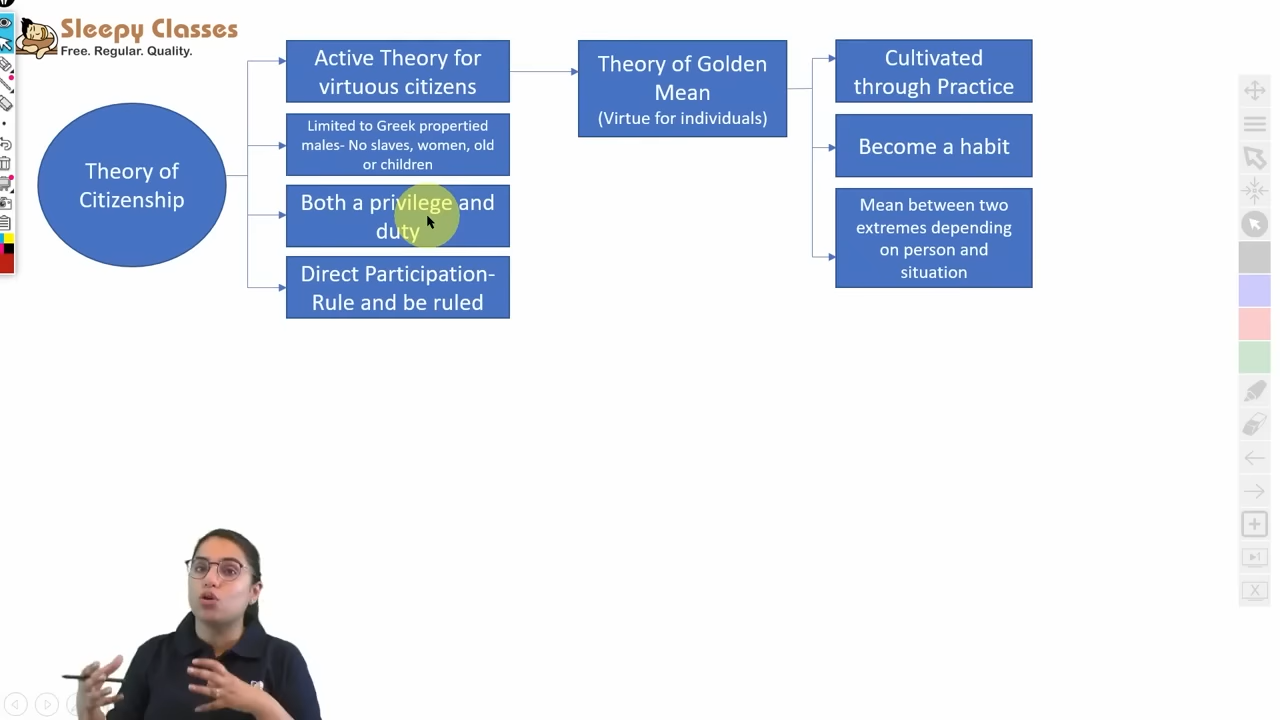 Sleepy Classes
Free. Regular. Quality.
Theory of
Citizenship
Active Theory for
virtuous citizens
Limited to Greek propertied
males- No slaves, women, old
or children
Both a privilege and
duty
Direct Participation-
Rule and be ruled
Theory of Golden
Mean
(Virtue for individuals)
Cultivated
through Practice
Become a habit
Mean between two
extremes depending
on person and
situation